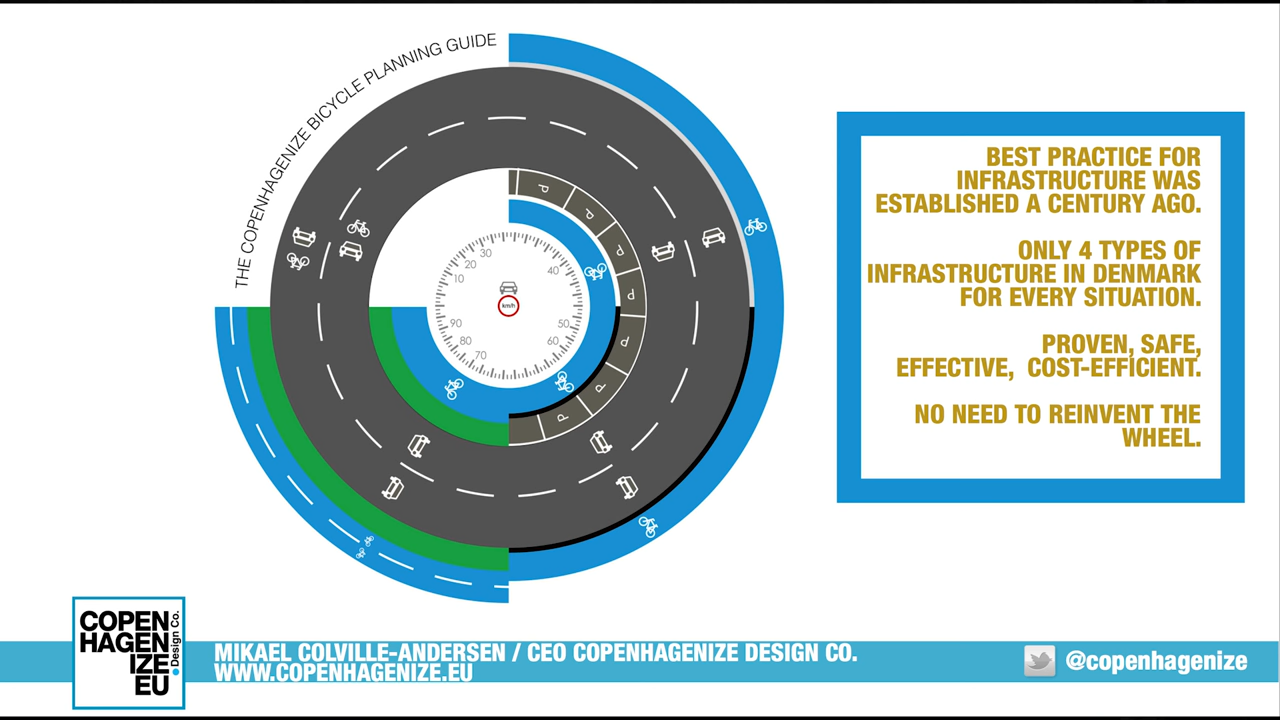 THE COPENHAGENIZE BICYCLE PLANNING GUIDE
P
P
P
P
P
P
P
10
20
30
40
50
60
70
80
90
km/h
BEST PRACTICE FOR
INFRASTRUCTURE WAS
ESTABLISHED A CENTURY AGO.
ONLY 4 TYPES OF
INFRASTRUCTURE IN DENMARK
FOR EVERY SITUATION.
PROVEN, SAFE,
EFFECTIVE, COST-EFFICIENT.
NO NEED TO REINVENT THE
WHEEL.
COPEN
HAGEN
IZE
EU
Design Co.
MIKAEL COLVILLE-ANDERSEN / CEO COPENHAGENIZE DESIGN CO.
WWW.COPENHAGENIZE.EU
@copenhagenize